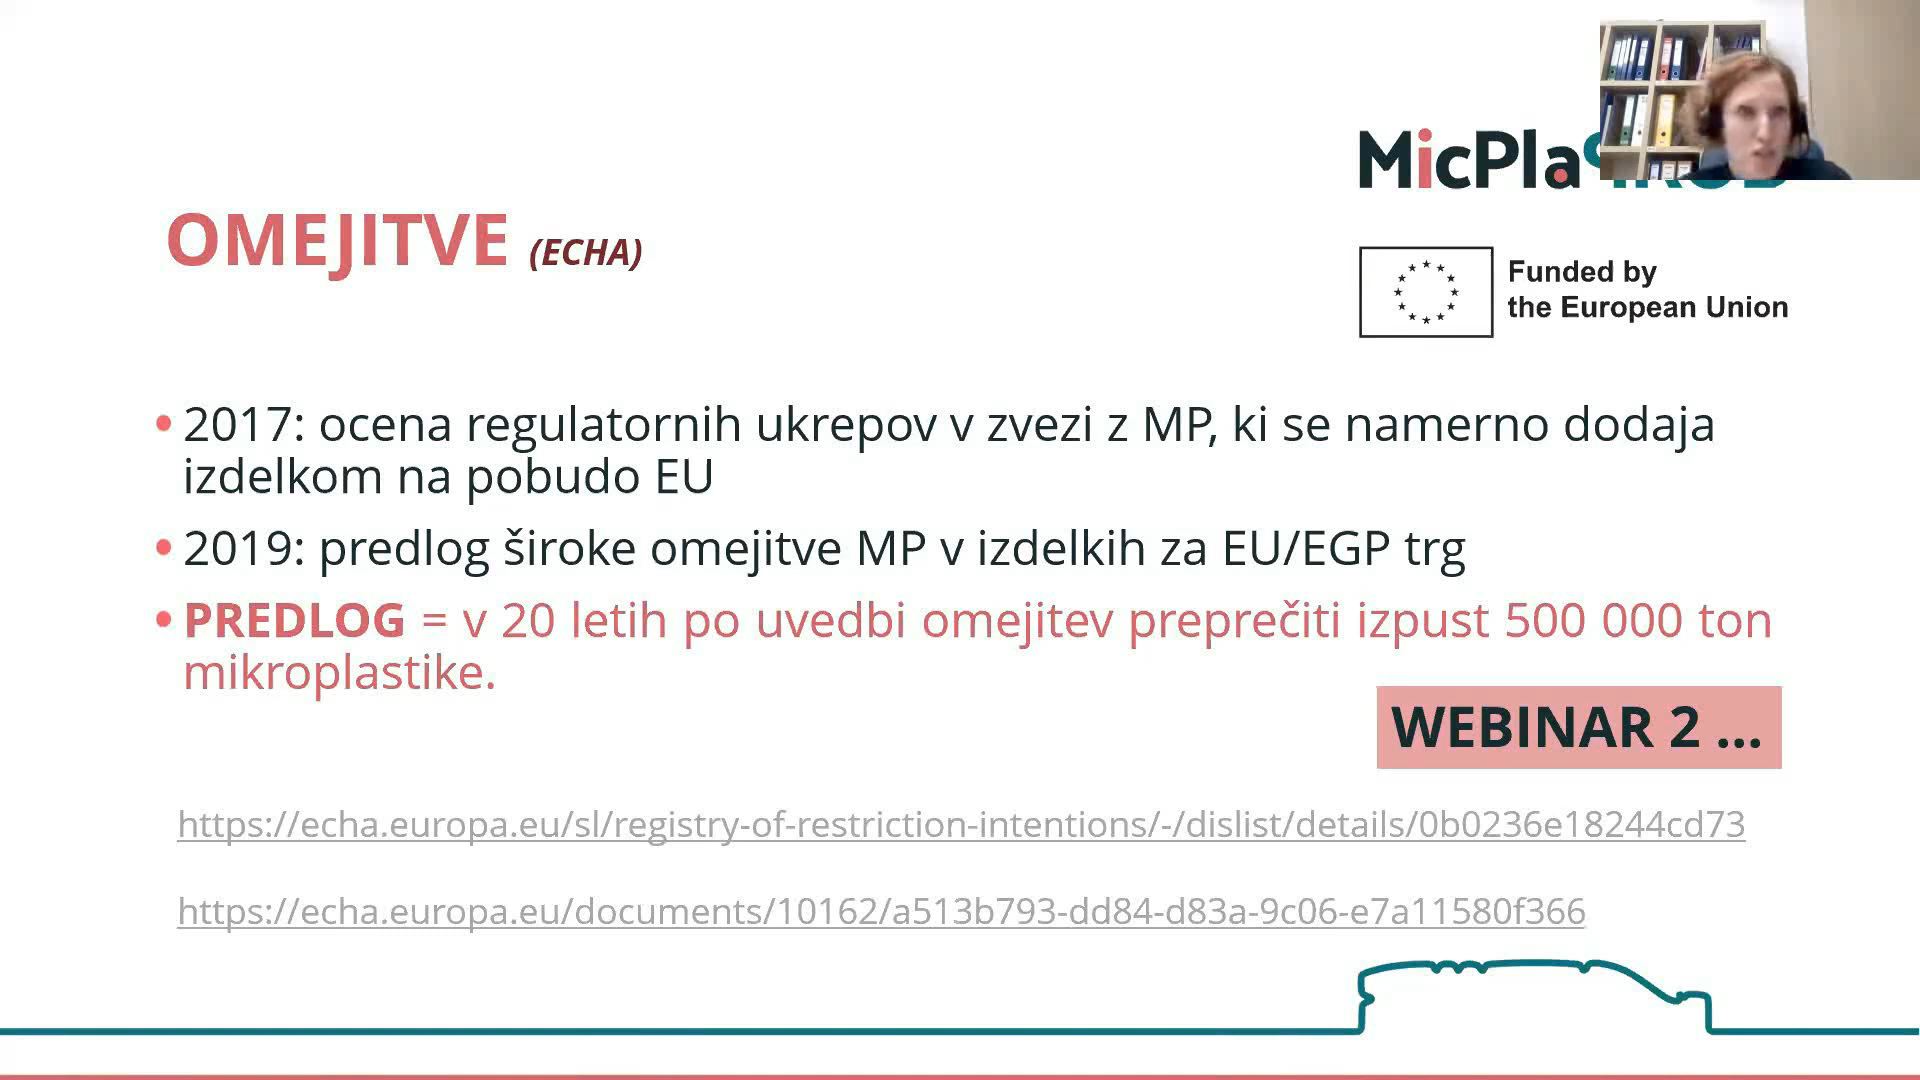 MicPla
Funded by
the European Union
OMEJITVE (ECHA)
• 2017: ocena regulatornih ukrepov v zvezi z MP, ki se namerno dodaja
izdelkom na pobudo EU
• 2019: predlog široke omejitve MP v izdelkih za EU/EGP trg
• PREDLOG = v 20 letih po uvedbi omejitev preprečiti izpust 500 000 ton
mikroplastike.
WEBINAR 2 ...
https://echa.europa.eu/sl/registry-of-restriction-intentions/-/dislist/details/0b0236e18244cd73
https://echa.europa.eu/documents/10162/a513b793-dd84-d83a-9c06-e7a11580f366